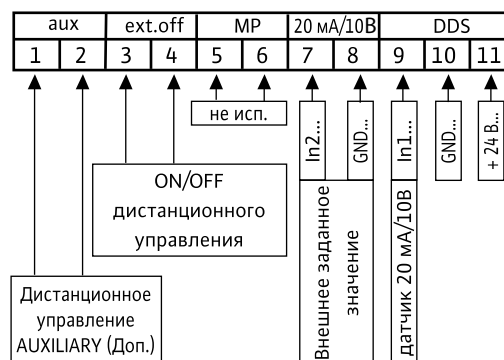 aux ext.off MP 20 мА/10В DDS
1 2 3 4 5 6 7 8 9 10 11
не исп.
In2...
GND...
In1...
GND...
+ 24 В...
ON/OFF
дистанционного
управления
Внешнее заданное
значение
датчик 20 мА/10В
Дистанционное
управление
AUXILIARY (Доп.)